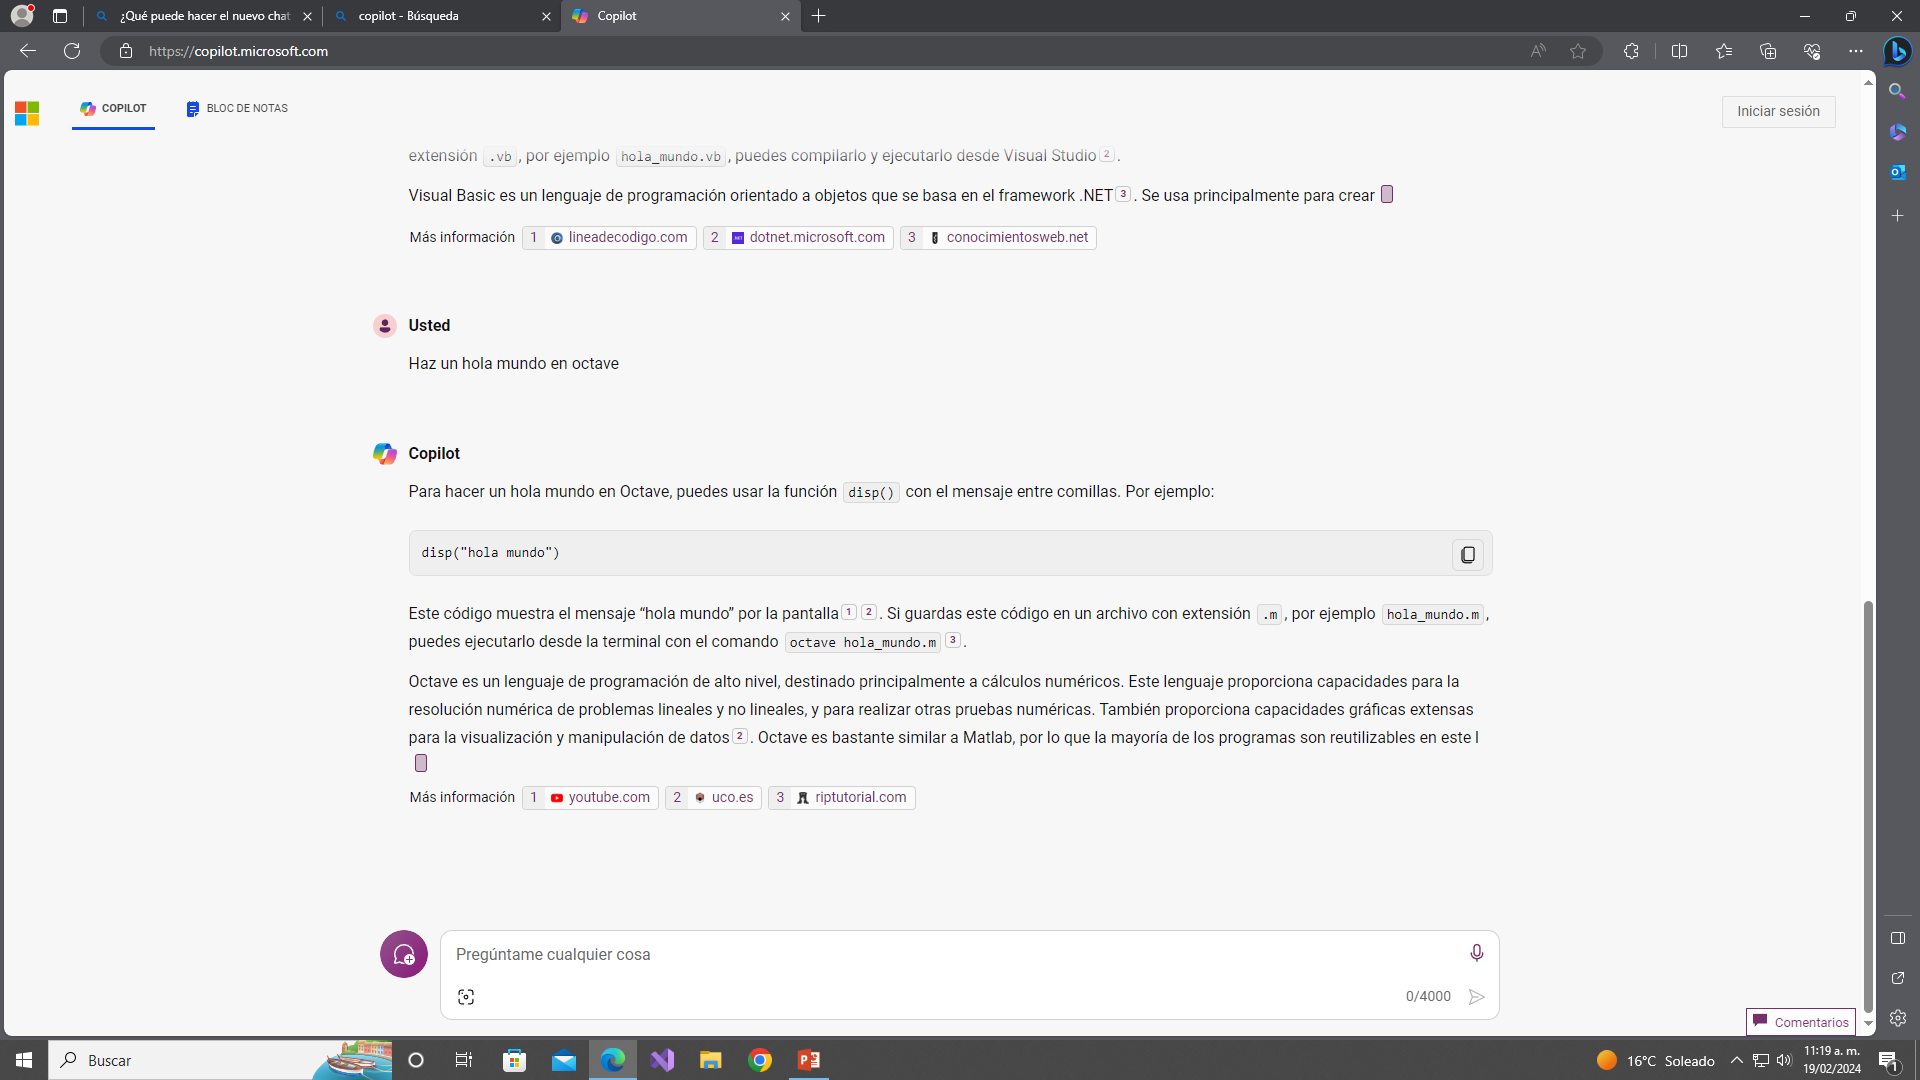 ¿Qué puede hacer el nuevo chat
copilot - Búsqueda
Copilot
https://copilot.microsoft.com
COPILOT
BLOC DE NOTAS
Iniciar sesión
extensión .vb, por ejemplo hola_mundo.vb, puedes compilarlo y ejecutarlo desde Visual Studio 2.
Visual Basic es un lenguaje de programación orientado a objetos que se basa en el framework .NET 3. Se usa principalmente para crear
Más información 1 lineadecodigo.com 2 dotnet.microsoft.com 3 conocimientosweb.net
Usted
Haz un hola mundo en octave
Copilot
Para hacer un hola mundo en Octave, puedes usar la función disp() con el mensaje entre comillas. Por ejemplo:
disp("hola mundo")
Este código muestra el mensaje “hola mundo” por la pantalla 1 2. Si guardas este código en un archivo con extensión .m, por ejemplo hola_mundo.m,
puedes ejecutarlo desde la terminal con el comando octave hola_mundo.m 3.
Octave es un lenguaje de programación de alto nivel, destinado principalmente a cálculos numéricos. Este lenguaje proporciona capacidades para la
resolución numérica de problemas lineales y no lineales, y para realizar otras pruebas numéricas. También proporciona capacidades gráficas extensas
para la visualización y manipulación de datos 2. Octave es bastante similar a Matlab, por lo que la mayoría de los programas son reutilizables en este l
Más información 1 youtube.com 2 uco.es 3 riptutorial.com
Pregúntame cualquier cosa
0/4000
Comentarios
Buscar
16°C Soleado
11:19 a. m.
19/02/2024
1